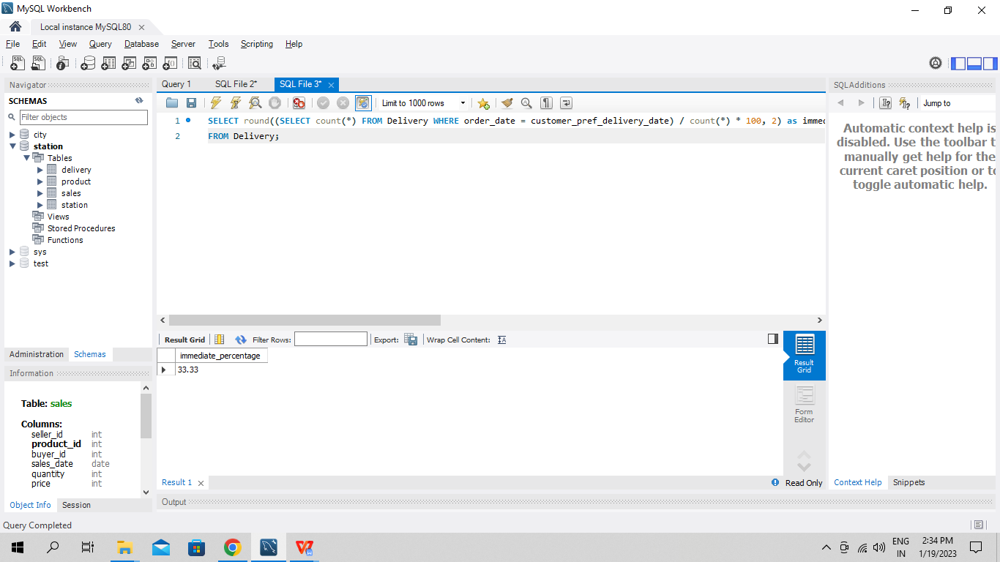 MySQL Workbench
Local instance MySQL80
File Edit View Query Database Server Tools Scripting Help
Navigator
SCHEMAS
Filter objects
city
station
Tables
delivery
product
sales
station
Views
Stored Procedures
Functions
sys
test
Administration Schemas
Information
Table: sales
Columns:
seller_id int
product_id int
buyer_id int
sales_date date
quantity int
price int
Object Info Session
Query 1 SQL File 2* SQL File 3*
Limit to 1000 rows
1 SELECT round((SELECT count(*) FROM Delivery WHERE order_date = customer_pref_delivery_date) / count(*) * 100, 2) as immed
2 FROM Delivery;
Result Grid Filter Rows: Export: Wrap Cell Content:
immediate_percentage
33.33
Result Grid
Form Editor
Result 1
Read Only
Output
SQLAdditions
Jump to
Automatic context help is
disabled. Use the toolbar t
manually get help for the
current caret position or to
toggle automatic help.
Context Help Snippets
Query Completed
ENG
IN
2:34 PM
1/19/2023